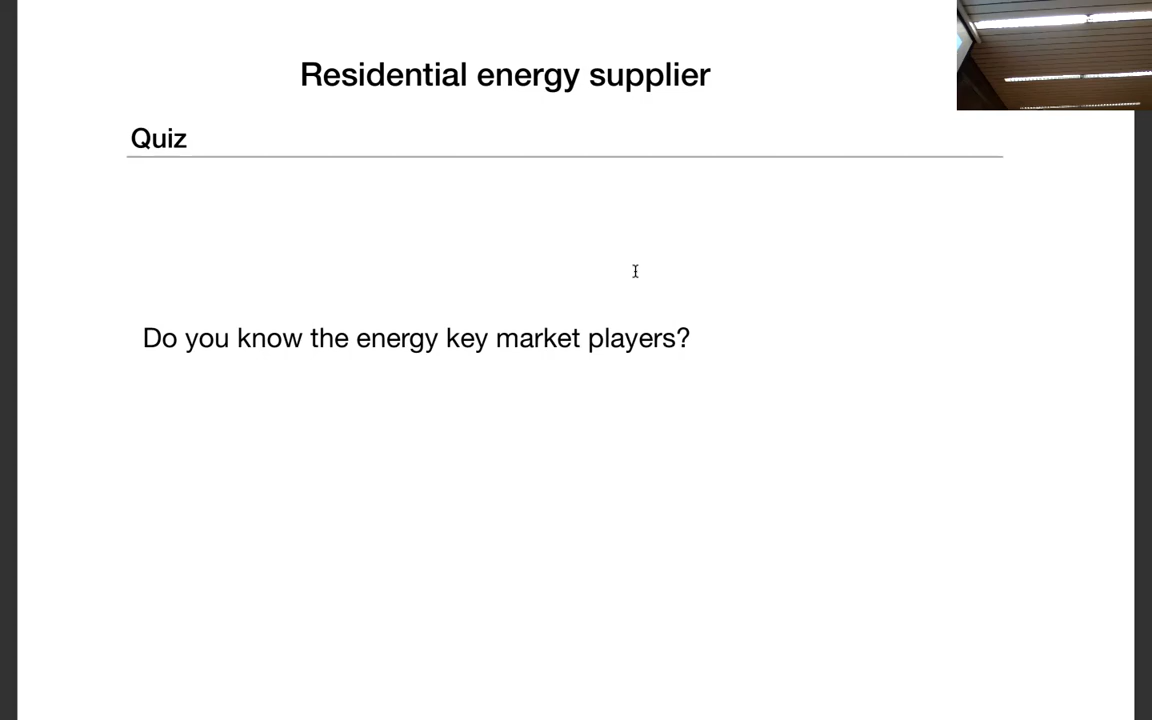 Residential energy supplier
Quiz
Do you know the energy key market players?